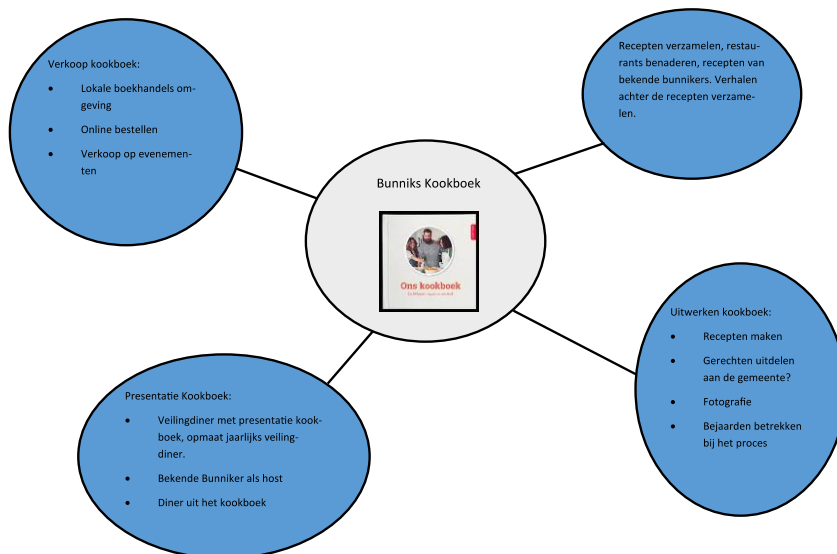 Verkoop kookboek:
• Lokale boekhandels om-
geving
• Online bestellen
• Verkoop op evenemen-
ten
Recepten verzamelen, restau-
rants benaderen, recepten van
bekende bunnikers. Verhalen
achter de recepten verzame-
len.
Bunniks Kookboek
Ons kookboek
Uitwerken kookboek:
• Recepten maken
• Gerechten uitdelen
aan de gemeente?
• Fotografie
• Bejaarden betrekken
bij het proces
Presentatie Kookboek:
• Veilingdiner met presentatie kook-
boek, opmaat jaarlijks veiling-
diner.
• Bekende Bunniker als host
• Diner uit het kookboek